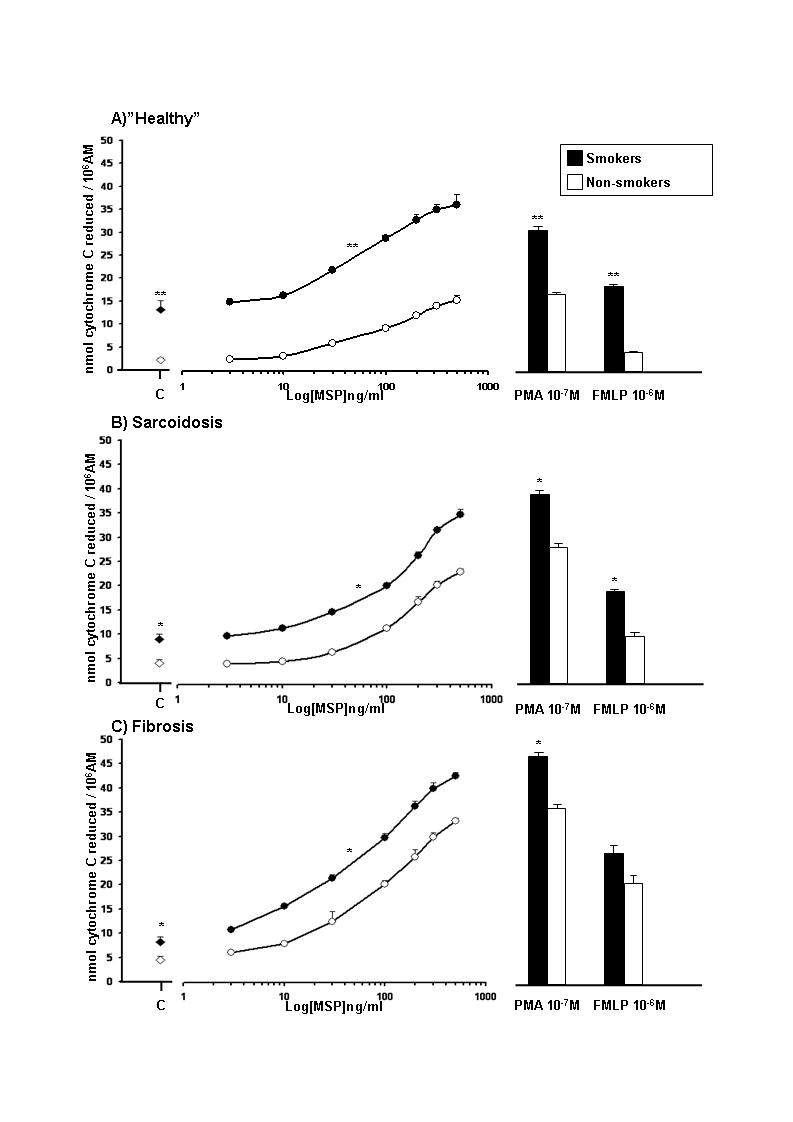 A)”Healthy”
nmol cytochrome C reduced / 10⁶AM
50
45
40
35
30
25
20
15
10
5
0
**
C
**
1
10
100
1000
Log[MSP]ng/ml
Smokers
Non-smokers
**
**
PMA 10⁻⁷M
FMLP 10⁻⁶M
B) Sarcoidosis
nmol cytochrome C reduced / 10⁶AM
50
45
40
35
30
25
20
15
10
5
0
*
C
*
1
10
100
1000
Log[MSP]ng/ml
*
*
PMA 10⁻⁷M
FMLP 10⁻⁶M
C) Fibrosis
nmol cytochrome C reduced / 10⁶AM
50
45
40
35
30
25
20
15
10
5
0
*
C
*
1
10
100
1000
Log[MSP]ng/ml
*
PMA 10⁻⁷M
FMLP 10⁻⁶M